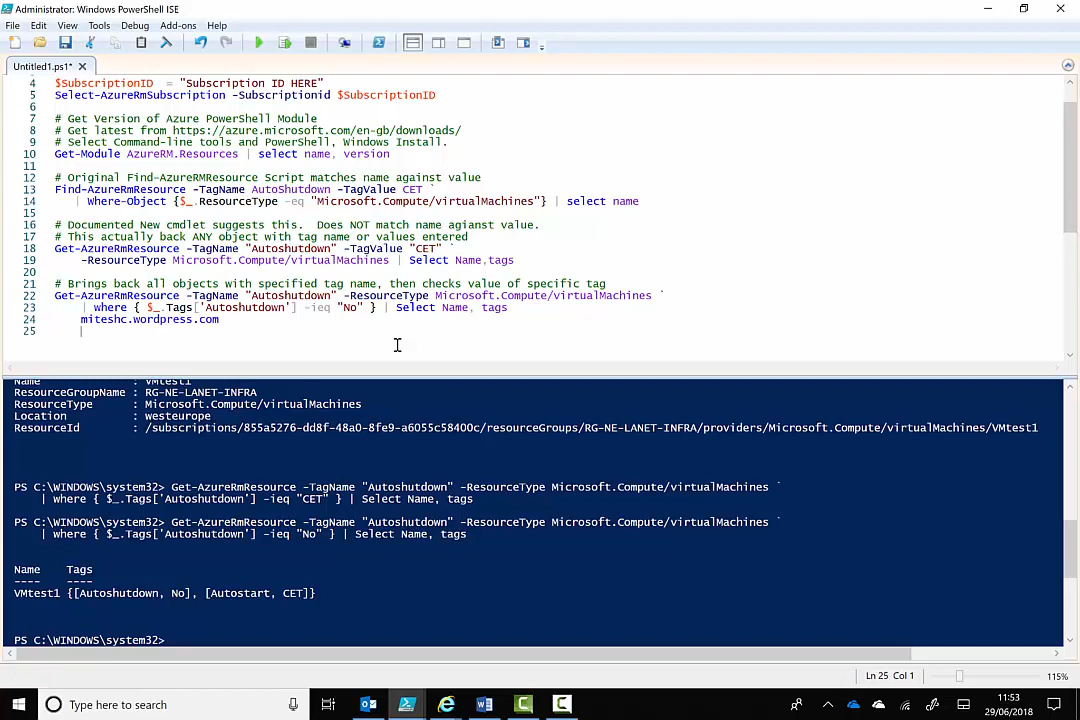 Administrator: Windows PowerShell ISE
File Edit View Tools Debug Add-ons Help
Untitled1.ps1*
4 $SubscriptionID = "Subscription ID HERE"
5 Select-AzureRmSubscription -Subscriptionid $SubscriptionID
6
7 # Get Version of Azure PowerShell Module
8 # Get latest from https://azure.microsoft.com/en-gb/downloads/
9 # Select Command-line tools and PowerShell, Windows Install.
10 Get-Module AzureRM.Resources | select name, version
11
12 # Original Find-AzureRMResource Script matches name against value
13 Find-AzureRmResource -TagName AutoShutdown -TagValue CET `
14 | Where-Object {$_.ResourceType -eq "Microsoft.Compute/virtualMachines"} | select name
15
16 # Documented New cmdlet suggests this. Does NOT match name agianst value.
17 # This actually back ANY object with tag name or values entered
18 Get-AzureRmResource -TagName "Autoshutdown" -TagValue "CET" `
19 -ResourceType Microsoft.Compute/virtualMachines | Select Name,tags
20
21 # Brings back all objects with specified tag name, then checks value of specific tag
22 Get-AzureRmResource -TagName "Autoshutdown" -ResourceType Microsoft.Compute/virtualMachines `
23 | where { $_.Tags['Autoshutdown'] -ieq "No" } | Select Name, tags
24 miteshc.wordpress.com
25
Name : VMtest1
ResourceGroupName : RG-NE-LANET-INFRA
ResourceType : Microsoft.Compute/virtualMachines
Location : westeurope
ResourceId : /subscriptions/855a5276-dd8f-48a0-8fe9-a6055c58400c/resourceGroups/RG-NE-LANET-INFRA/providers/Microsoft.Compute/virtualMachines/VMtest1
PS C:\WINDOWS\system32> Get-AzureRmResource -TagName "Autoshutdown" -ResourceType Microsoft.Compute/virtualMachines `
| where { $_.Tags['Autoshutdown'] -ieq "CET" } | Select Name, tags
PS C:\WINDOWS\system32> Get-AzureRmResource -TagName "Autoshutdown" -ResourceType Microsoft.Compute/virtualMachines `
| where { $_.Tags['Autoshutdown'] -ieq "No" } | Select Name, tags
Name Tags
---- ----
VMtest1 {[Autoshutdown, No], [Autostart, CET]}
PS C:\WINDOWS\system32>
Ln 25 Col 1 115%
Type here to search
11:53
29/06/2018